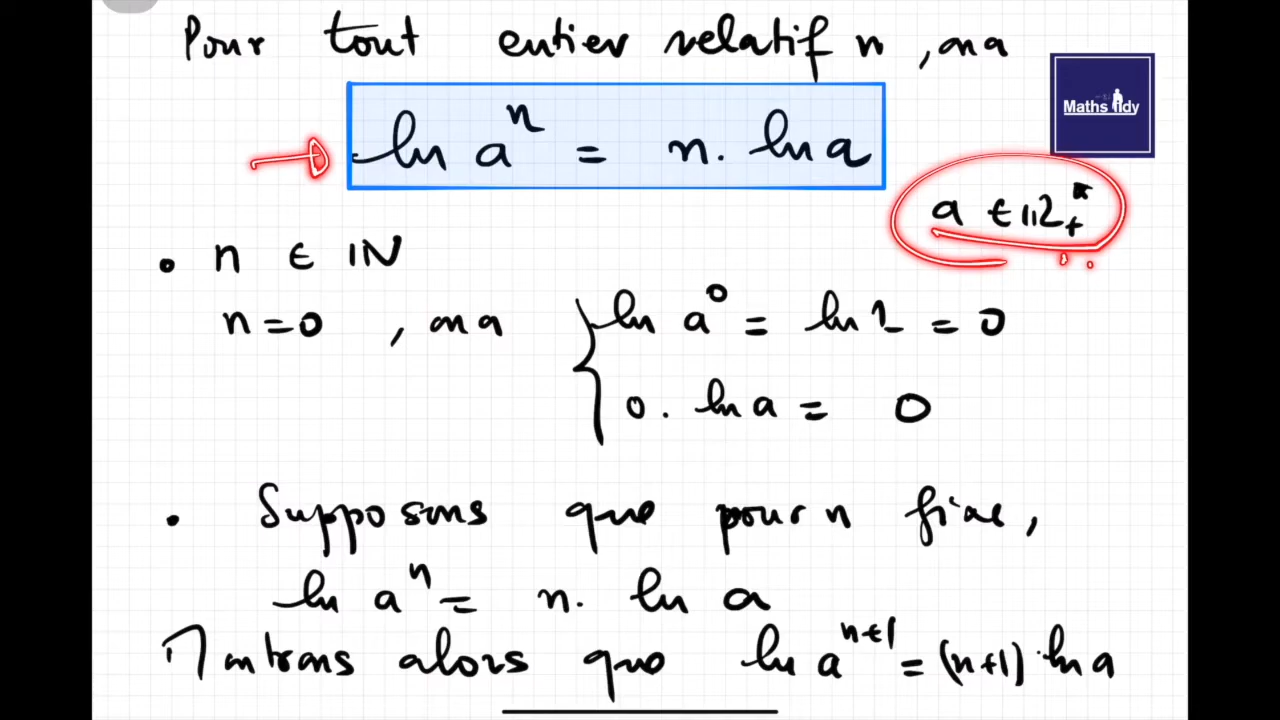 Pour tout entier relatif n, on a
ln aⁿ = n. ln a
Maths
a ∈ ℝ₊*
• n ∈ ℕ
n = 0, on a { ln a⁰ = ln 1 = 0
0. ln a = 0
• Supposons que pour n fixé,
ln aⁿ = n. ln a
Montrons alors que ln aⁿ⁺¹ = (n+1) ln a